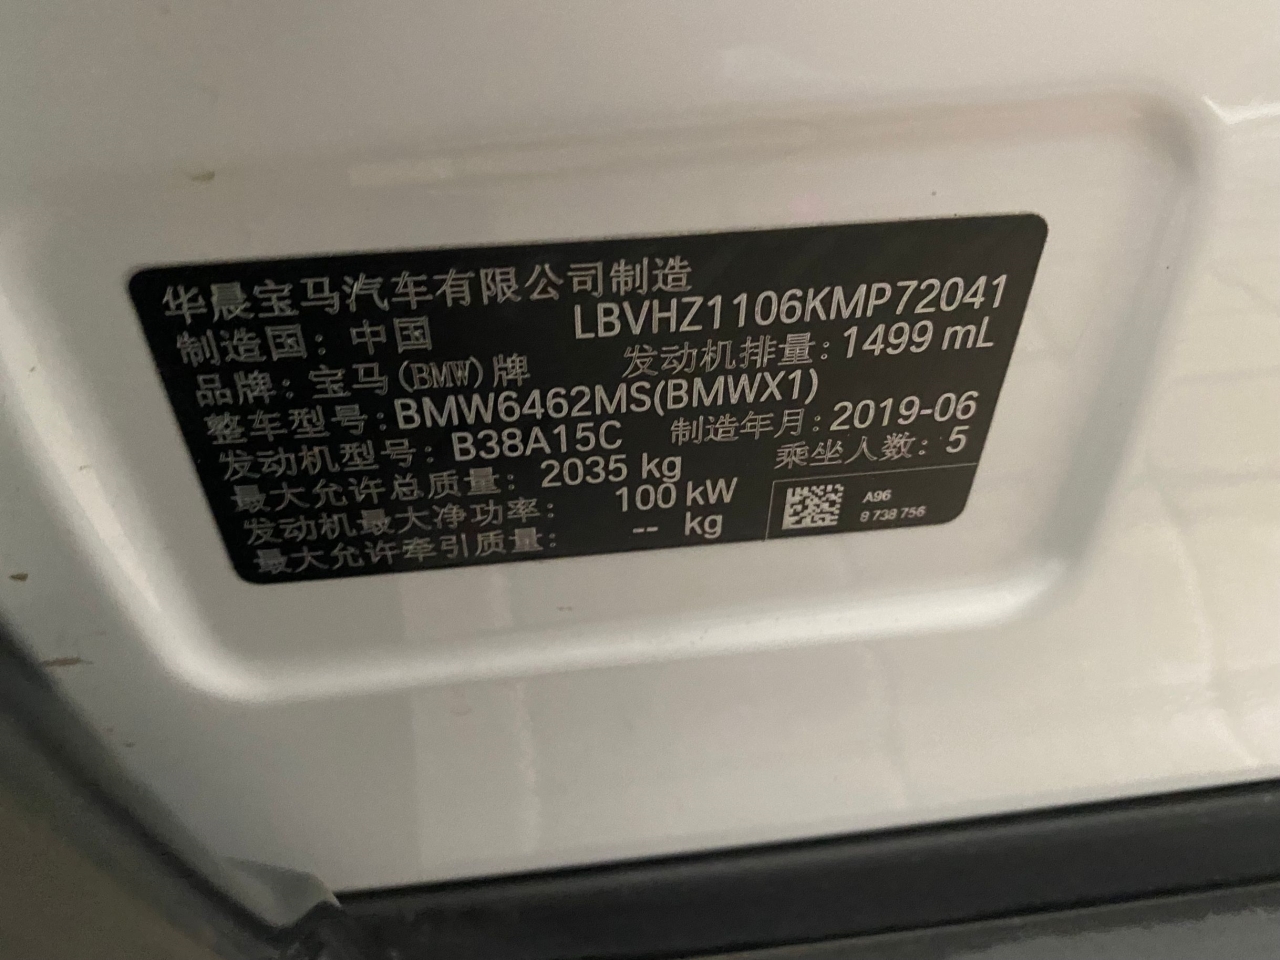 华晨宝马汽车有限公司制造
制造国：中国 LBVHZ1106KMP72041
品牌：宝马(BMW)牌 发动机排量：1499 mL
整车型号：BMW6462MS(BMWX1)
发动机型号：B38A15C 制造年月：2019-06
最大允许总质量：2035 kg 乘坐人数：5
发动机最大净功率：100 kW
最大允许牵引质量：-- kg
A96
8 738 756